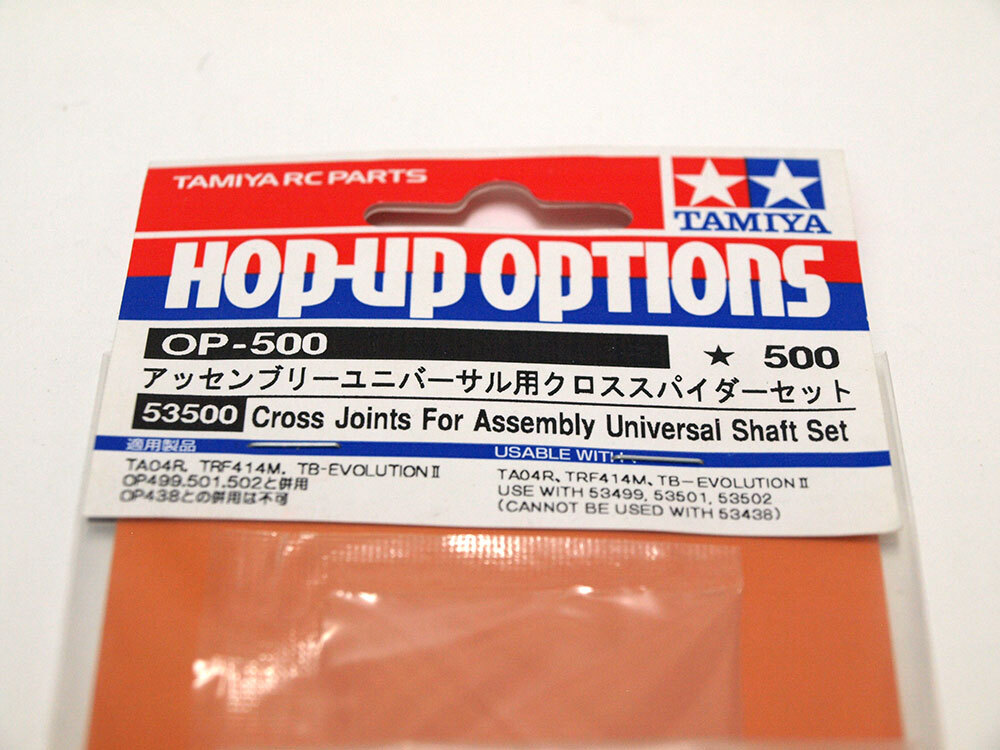 TAMIYA RC PARTS
TAMIYA
HOP-UP OPTIONS
OP-500
★ 500
アッセンブリーユニバーサル用クロススパイダーセット
53500 Cross Joints For Assembly Universal Shaft Set
適用製品
TA04R、TRF414M、TB-EVOLUTIONⅡ
OP499.501.502と併用
OP438との併用は不可
USABLE WITH
TA04R、TRF414M、TB-EVOLUTIONⅡ
USE WITH 53499, 53501, 53502
(CANNOT BE USED WITH 53438)